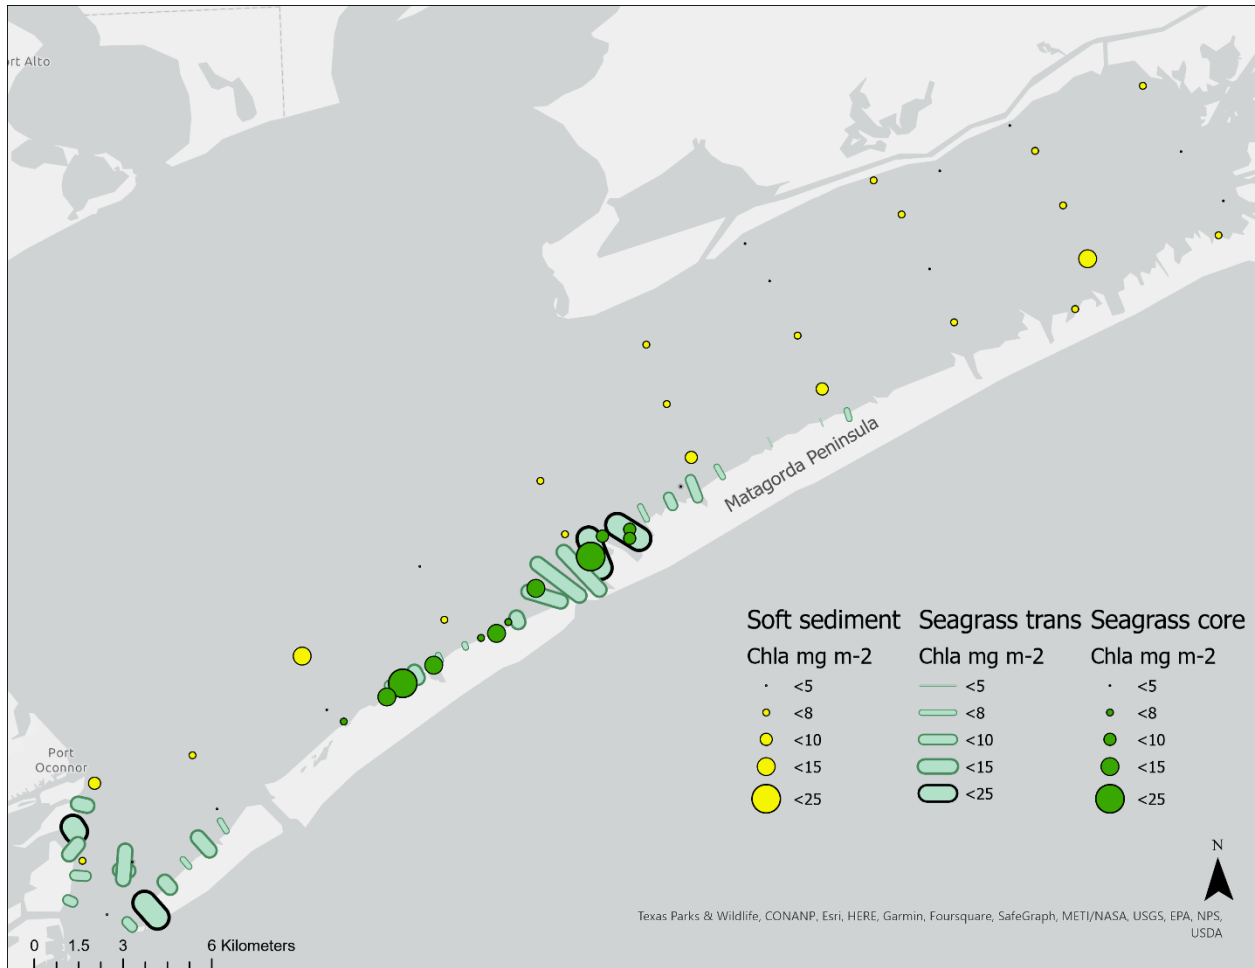 ort Alto
Matagorda Peninsula
Port
Oconnor
Soft sediment
Chla mg m-2
<5
<8
<10
<15
<25
Seagrass trans
Chla mg m-2
<5
<8
<10
<15
<25
Seagrass core
Chla mg m-2
<5
<8
<10
<15
<25
N
Texas Parks & Wildlife, CONANP, Esri, HERE, Garmin, Foursquare, SafeGraph, METI/NASA, USGS, EPA, NPS,
USDA
0 1.5 3 6 Kilometers